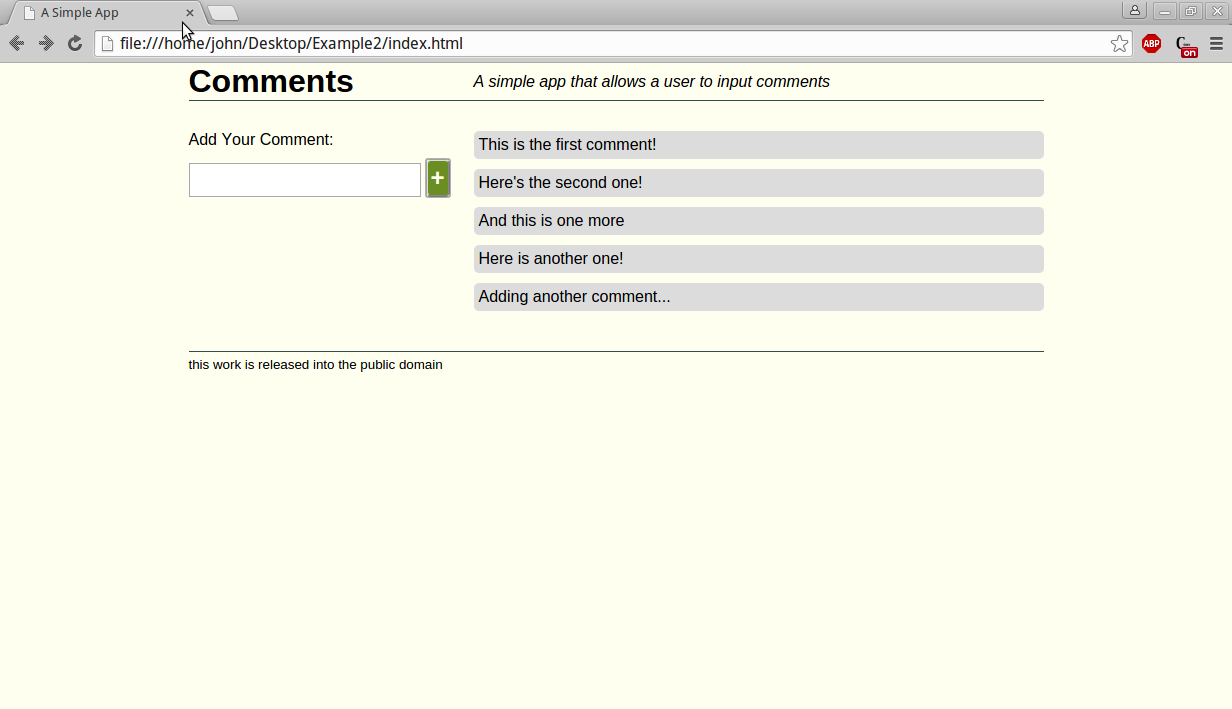 A Simple App
file:///home/john/Desktop/Example2/index.html
ABP
C
on
Comments
A simple app that allows a user to input comments
Add Your Comment:
+
This is the first comment!
Here's the second one!
And this is one more
Here is another one!
Adding another comment...
this work is released into the public domain